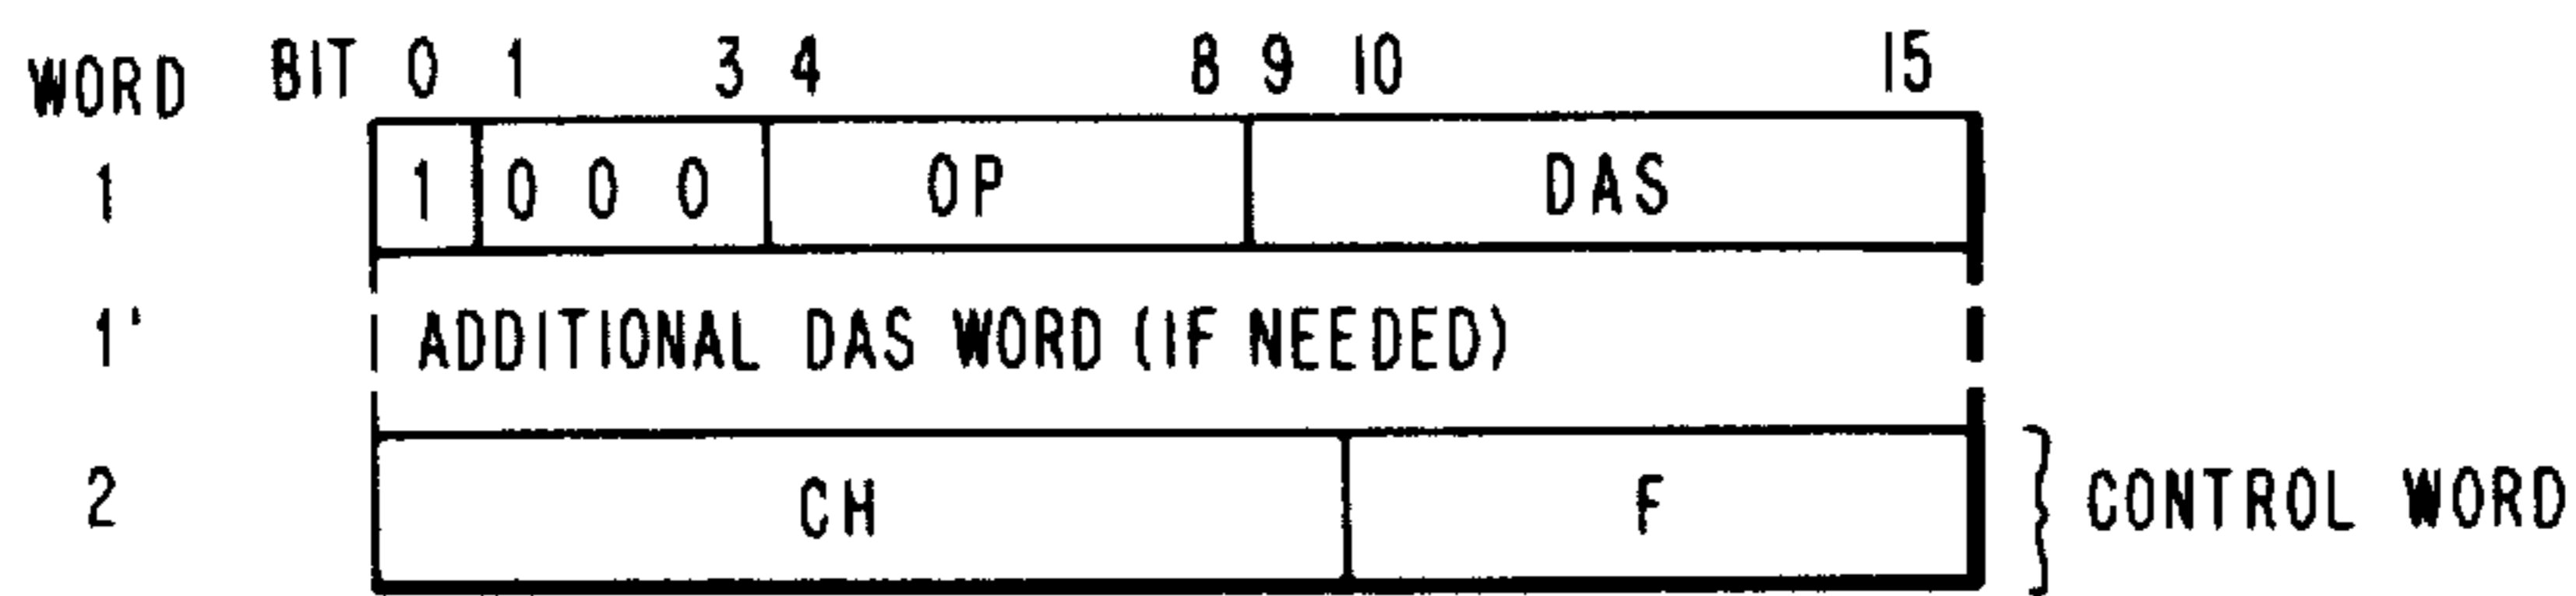 WORD BIT 0 1 3 4 8 9 10 15
1 1 0 0 0 OP DAS
1' ADDITIONAL DAS WORD (IF NEEDED)
2 CH F } CONTROL WORD